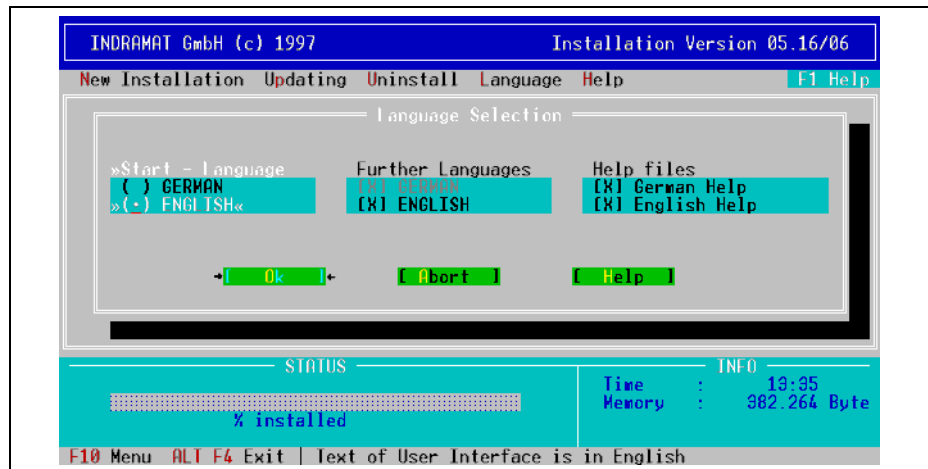 INDRAMAT GmbH (c) 1997 Installation Version 05.16/06
New Installation Updating Uninstall Language Help F1 Help
Language Selection
»Start - Language Further Languages Help files
( ) GERMAN [X] GERMAN [X] German Help
»(•) ENGLISH« [X] ENGLISH [X] English Help
[ Ok ] [ Abort ] [ Help ]
STATUS INFO
Time : 13:35
Memory : 382.264 Byte
% installed
F10 Menu ALT F4 Exit | Text of User Interface is in English